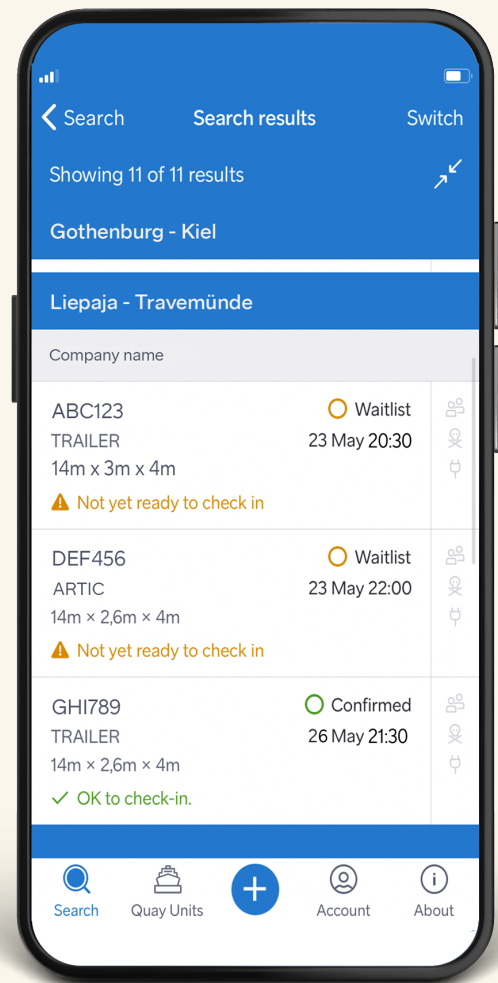 Search
Search results
Switch
Showing 11 of 11 results
Gothenburg - Kiel
Liepaja - Travemünde
Company name
ABC123
Waitlist
TRAILER
23 May 20:30
14m x 3m x 4m
Not yet ready to check in
DEF456
Waitlist
ARTIC
23 May 22:00
14m × 2,6m × 4m
Not yet ready to check in
GHI789
Confirmed
TRAILER
26 May 21:30
14m × 2,6m × 4m
OK to check-in.
Search
Quay Units
Account
About